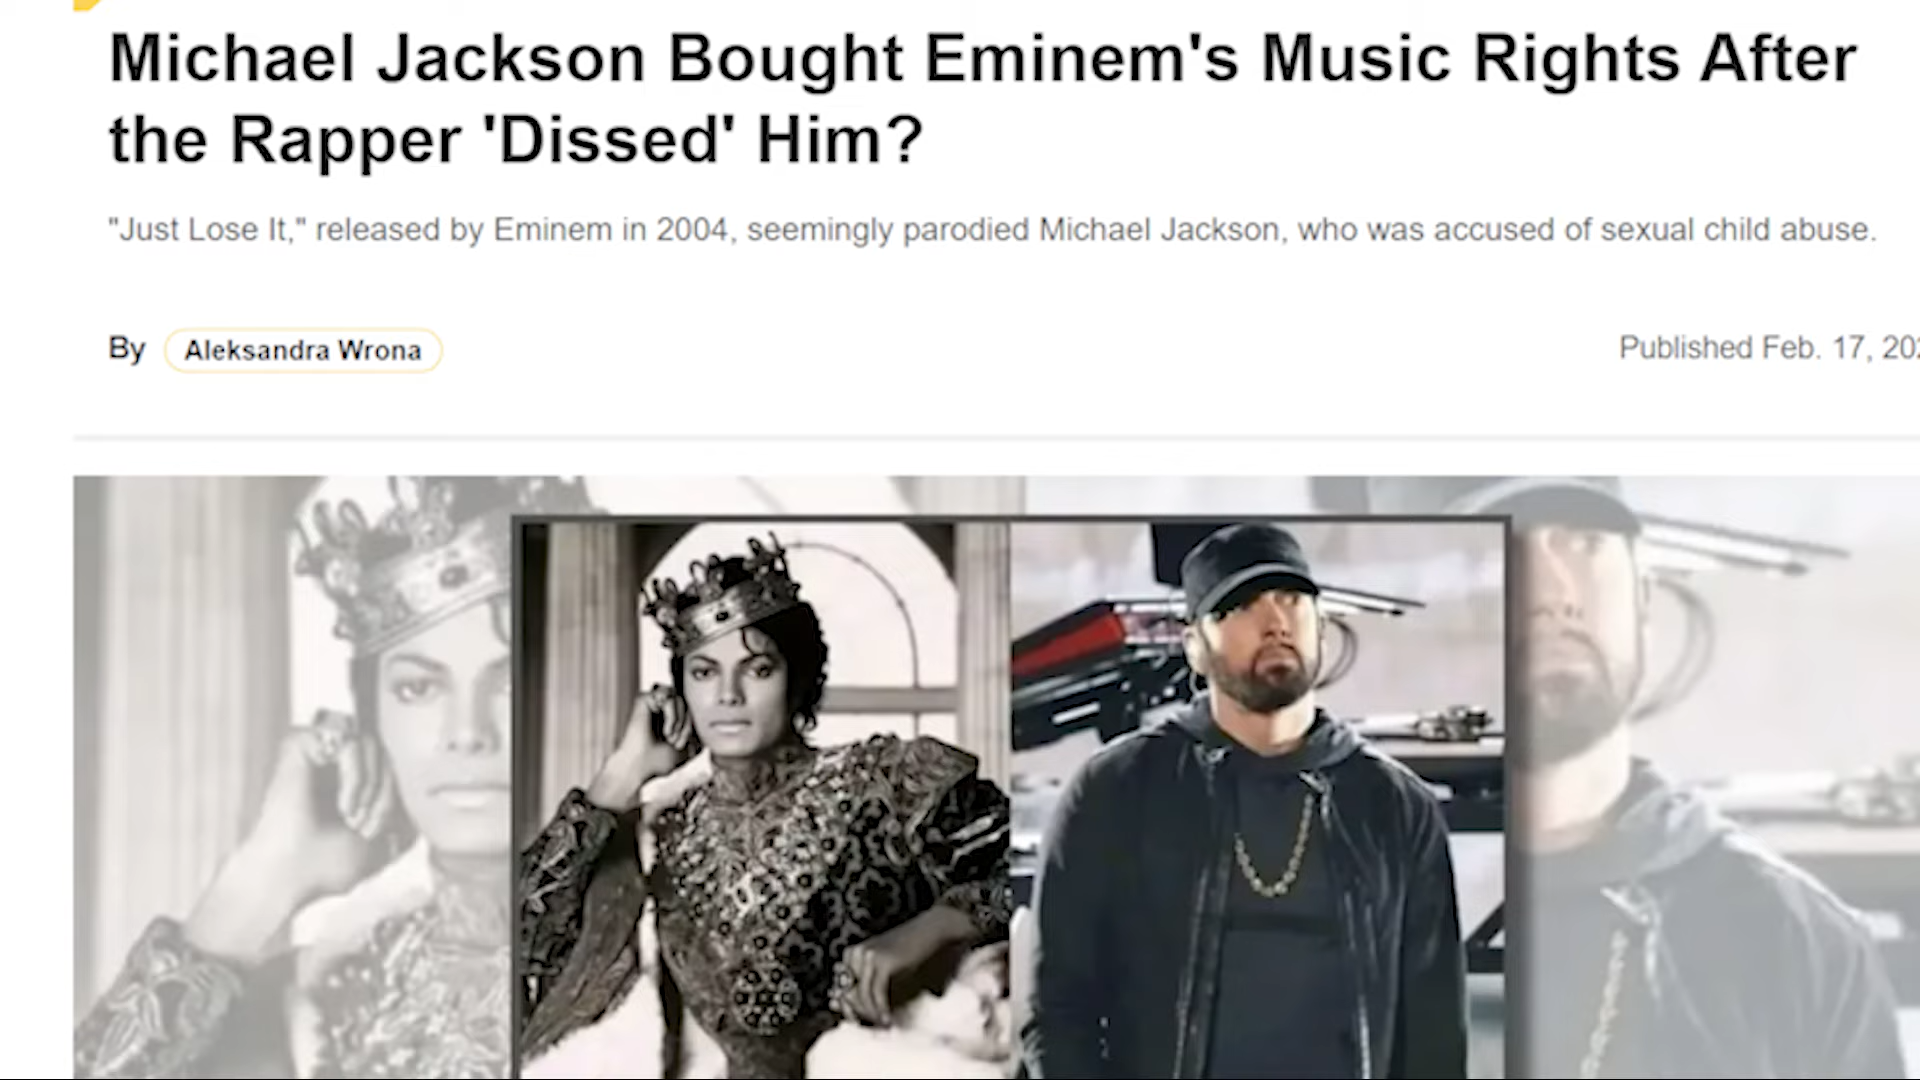 Michael Jackson Bought Eminem's Music Rights After
the Rapper 'Dissed' Him?
"Just Lose It," released by Eminem in 2004, seemingly parodied Michael Jackson, who was accused of sexual child abuse.
By Aleksandra Wrona
Published Feb. 17, 202